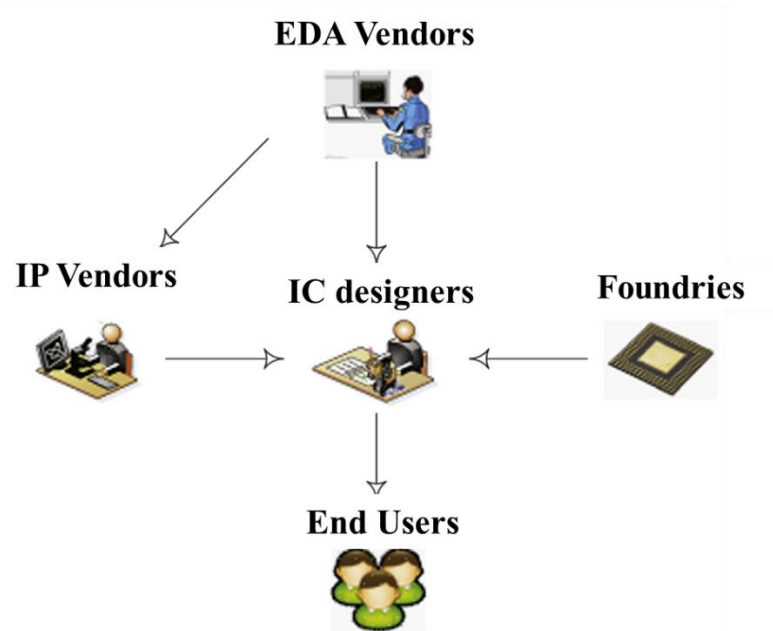 EDA Vendors
IP Vendors
IC designers
Foundries
End Users